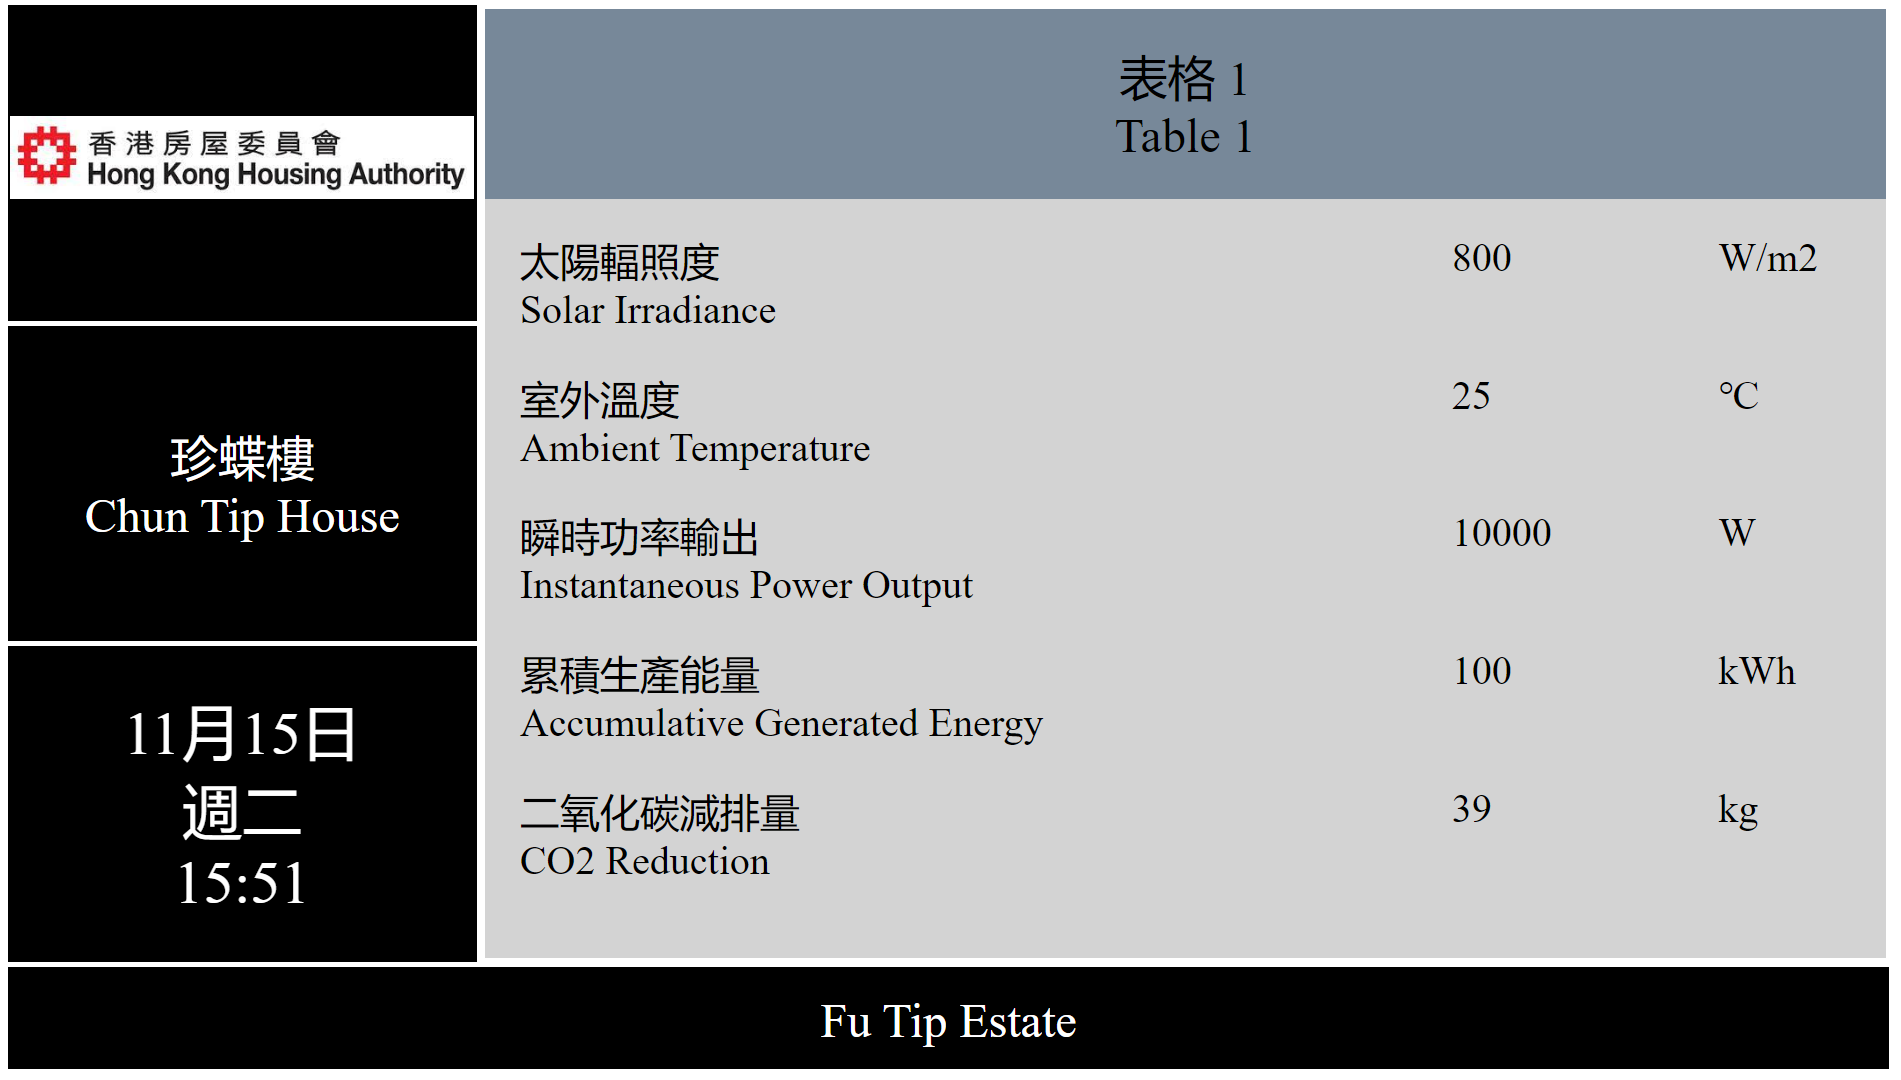 香港房屋委員會
Hong Kong Housing Authority
珍蝶樓
Chun Tip House
11月15日
週二
15:51
表格 1
Table 1
太陽輻照度 800 W/m2
Solar Irradiance
室外溫度 25 °C
Ambient Temperature
瞬時功率輸出 10000 W
Instantaneous Power Output
累積生產能量 100 kWh
Accumulative Generated Energy
二氧化碳減排量 39 kg
CO2 Reduction
Fu Tip Estate